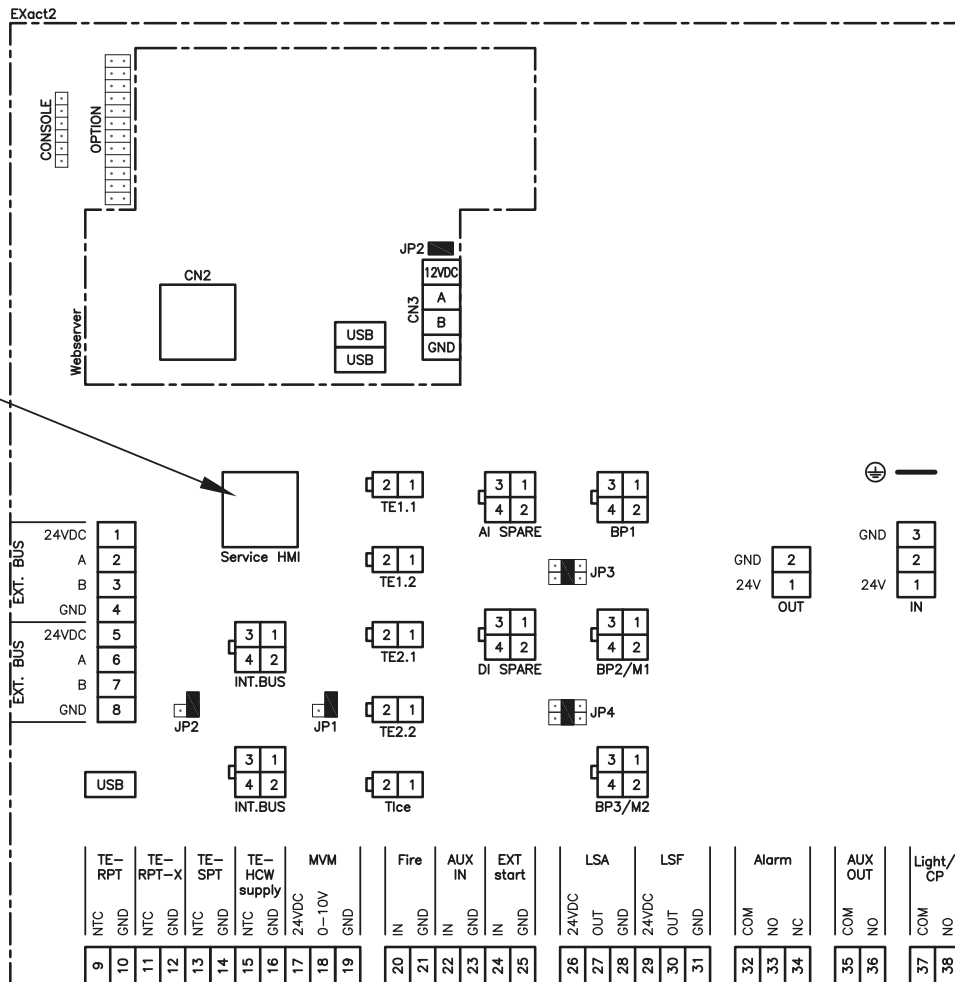 EXact2
CONSOLE
OPTION
JP2
12VDC
CN2
A
CN3
B
USB
GND
USB
Webserver
3 1
4 2
AI SPARE
3 1
4 2
BP1
2 1
TE1.1
Service HMI
EXT. BUS
24VDC 1
A 2
B 3
GND 4
EXT. BUS
24VDC 5
A 6
B 7
GND 8
2 1
TE1.2
JP3
GND 2
24V 1
OUT
GND 3
2
24V 1
IN
3 1
4 2
INT.BUS
2 1
TE2.1
3 1
4 2
DI SPARE
3 1
4 2
BP2/M1
JP2
JP1
2 1
TE2.2
JP4
USB
3 1
4 2
INT.BUS
2 1
TIce
3 1
4 2
BP3/M2
TE-
RPT
NTC GND
9 10
TE-
RPT-X
NTC GND
11 12
TE-
SPT
NTC GND
13 14
TE-
HCW
supply
NTC GND
15 16
MVM
24VDC 0-10V GND
17 18 19
Fire
IN GND
20 21
AUX
IN
IN GND
22 23
EXT
start
IN GND
24 25
LSA
24VDC OUT GND
26 27 28
LSF
24VDC OUT GND
29 30 31
Alarm
COM NO NC
32 33 34
AUX
OUT
COM NO
35 36
Light/
CP
COM NO
37 38